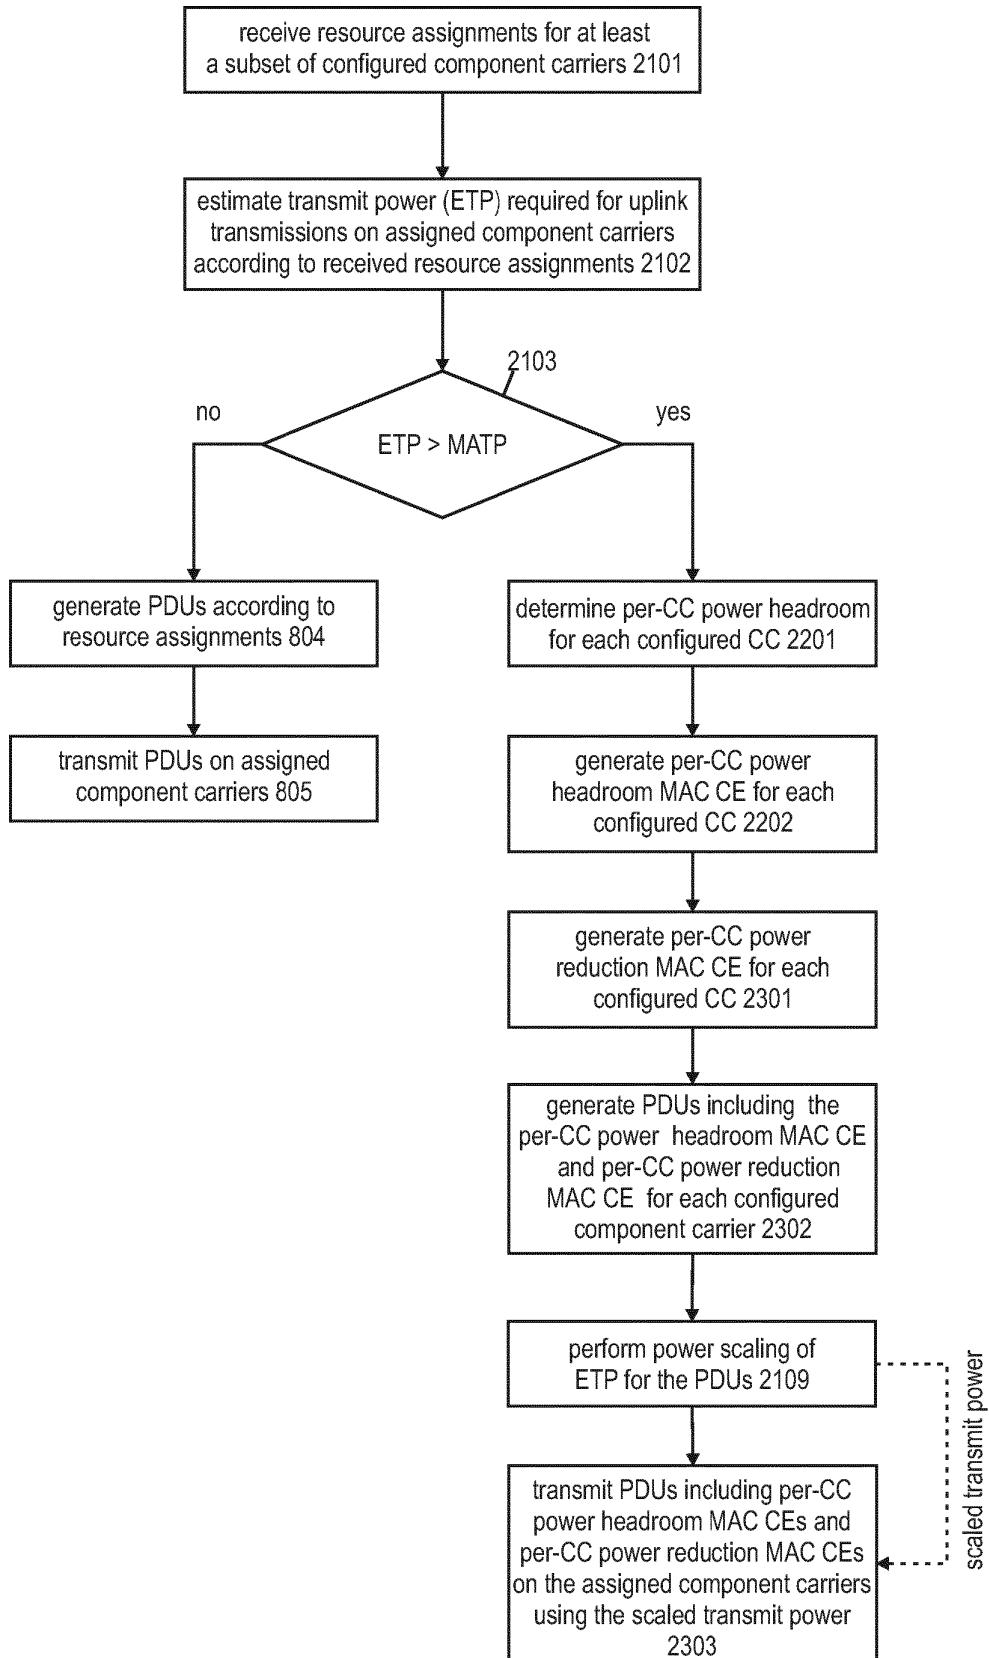 receive resource assignments for at least
a subset of configured component carriers 2101
estimate transmit power (ETP) required for uplink
transmissions on assigned component carriers
according to received resource assignments 2102
2103
no
yes
ETP > MATP
generate PDUs according to
resource assignments 804
transmit PDUs on assigned
component carriers 805
determine per-CC power headroom
for each configured CC 2201
generate per-CC power
headroom MAC CE for each
configured CC 2202
generate per-CC power
reduction MAC CE for each
configured CC 2301
generate PDUs including the
per-CC power headroom MAC CE
and per-CC power reduction
MAC CE for each configured
component carrier 2302
perform power scaling of
ETP for the PDUs 2109
scaled transmit power
transmit PDUs including per-CC
power headroom MAC CEs and
per-CC power reduction MAC CEs
on the assigned component carriers
using the scaled transmit power
2303